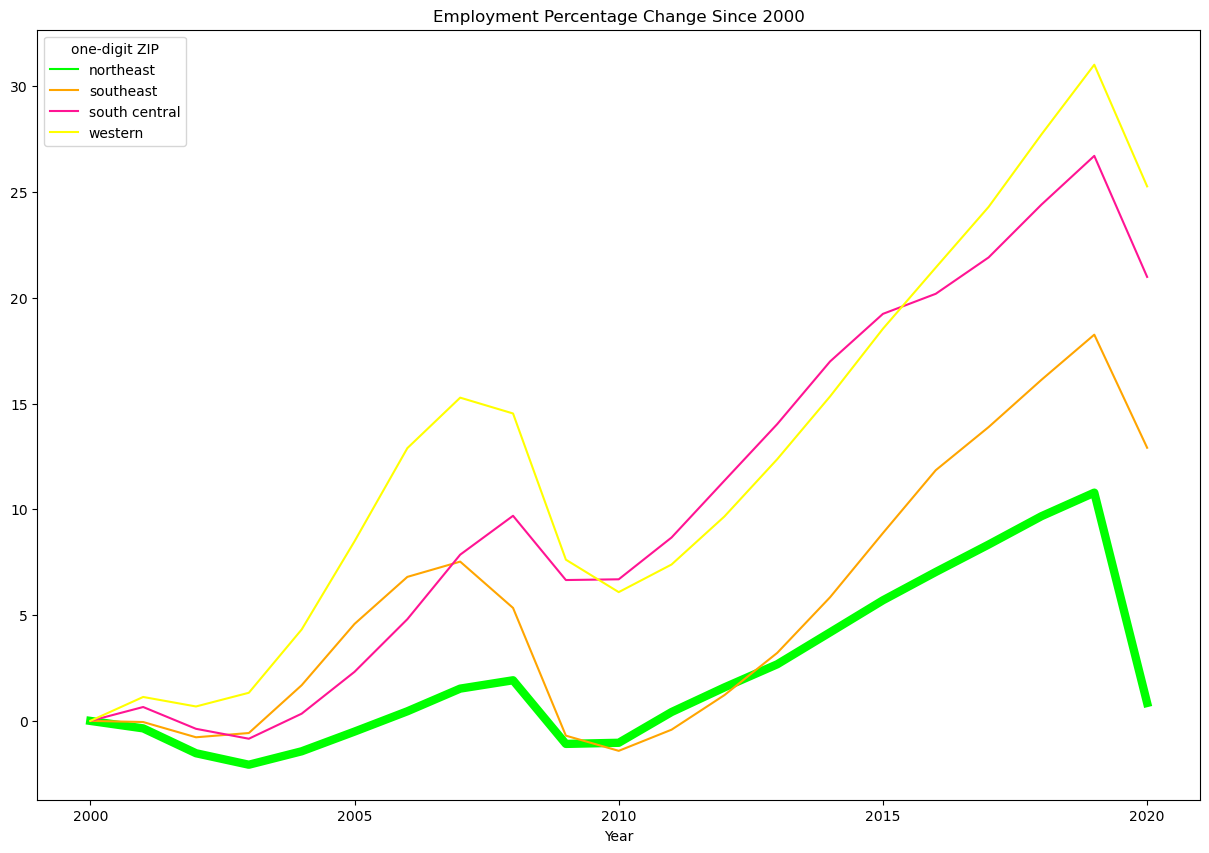 Employment Percentage Change Since 2000
one-digit ZIP
northeast
southeast
south central
western
30
25
20
15
10
5
0
2000 2005 2010 2015 2020
Year